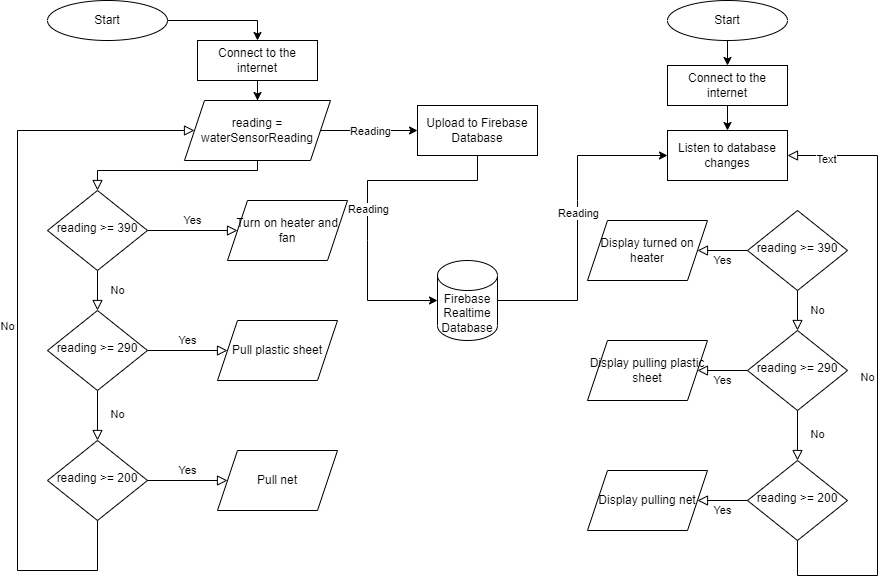 Start
Connect to the
internet
reading =
waterSensorReading
Reading
Upload to Firebase
Database
Reading
reading >= 390
Yes
Turn on heater and
fan
No
reading >= 290
Yes
Pull plastic sheet
No
No
reading >= 200
Yes
Pull net
Firebase
Realtime
Database
Reading
Start
Connect to the
internet
Listen to database
changes
Text
reading >= 390
Yes
Display turned on
heater
No
reading >= 290
Yes
Display pulling plastic
sheet
No
No
reading >= 200
Yes
Display pulling net